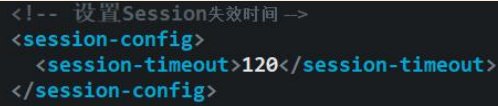 <!-- 设置Session失效时间 -->
<session-config>
<session-timeout>120</session-timeout>
</session-config>